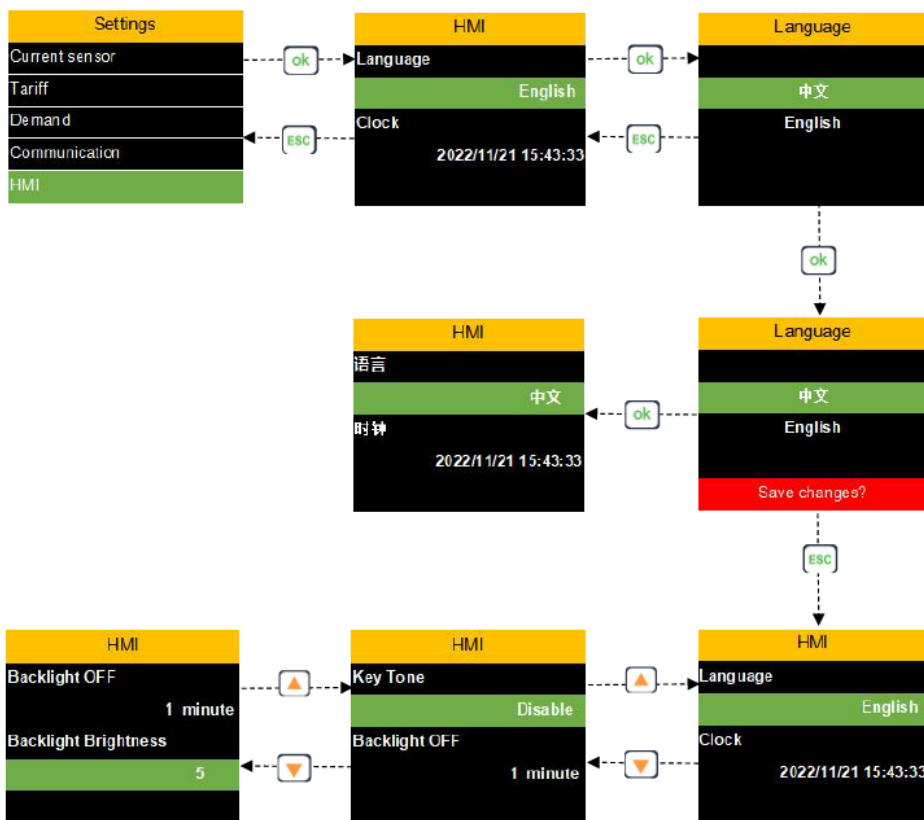 Settings
Current sensor
Tariff
Demand
Communication
HMI
ok
ESC
HMI
Language
English
Clock
2022/11/21 15:43:33
ok
ESC
Language
中文
English
ok
HMI
语言
中文
时钟
2022/11/21 15:43:33
ok
Language
中文
English
Save changes?
ESC
HMI
Backlight OFF
1 minute
Backlight Brightness
5
HMI
Key Tone
Disable
Backlight OFF
1 minute
HMI
Language
English
Clock
2022/11/21 15:43:33